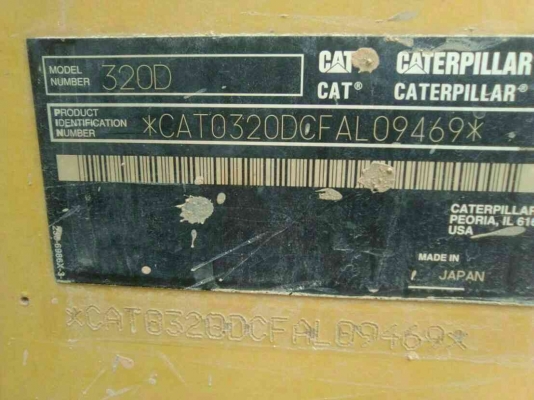 MODEL NUMBER 320D
CAT CATERPILLAR
CAT® CATERPILLAR®
PRODUCT IDENTIFICATION NUMBER *CAT0320DCFAL09469*
CATERPILLAR
PEORIA, IL 616
USA
MADE IN
JAPAN
*CAT0320DCFAL09469*